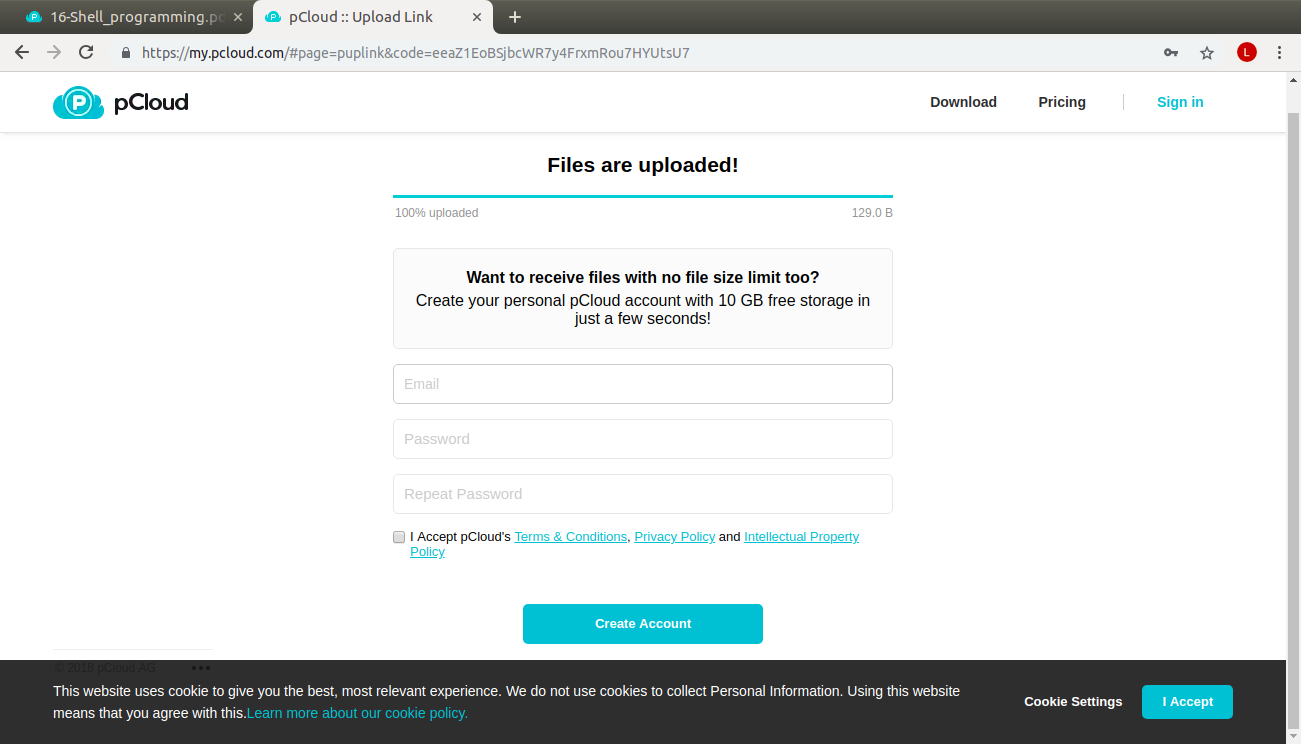 16-Shell_programming.pd
pCloud :: Upload Link
https://my.pcloud.com/#page=puplink&code=eeaZ1EoBSjbcWR7y4FrxmRou7HYUtsU7
L
P pCloud
Download
Pricing
Sign in
Files are uploaded!
100% uploaded
129.0 B
Want to receive files with no file size limit too?
Create your personal pCloud account with 10 GB free storage in
just a few seconds!
Email
Password
Repeat Password
I Accept pCloud's Terms & Conditions, Privacy Policy and Intellectual Property
Policy
Create Account
© 2018 pCloud AG
This website uses cookie to give you the best, most relevant experience. We do not use cookies to collect Personal Information. Using this website
means that you agree with this.Learn more about our cookie policy.
Cookie Settings
I Accept